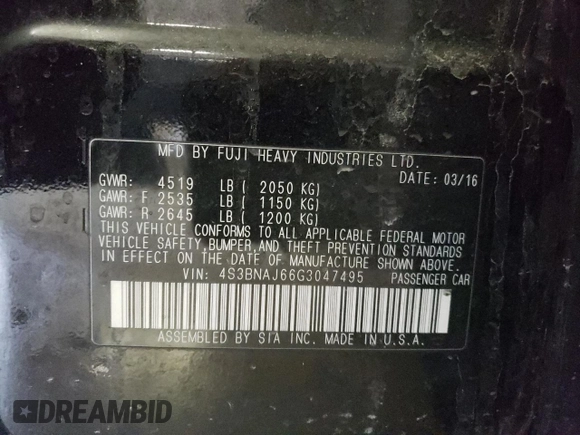 MFD BY FUJI HEAVY INDUSTRIES LTD.
DATE: 03/16
GVWR: 4519 LB ( 2050 KG)
GAWR: F 2535 LB ( 1150 KG)
GAWR: R 2645 LB ( 1200 KG)
THIS VEHICLE CONFORMS TO ALL APPLICABLE FEDERAL MOTOR
VEHICLE SAFETY, BUMPER, AND THEFT PREVENTION STANDARDS
IN EFFECT ON THE DATE OF MANUFACTURE SHOWN ABOVE.
VIN: 4S3BNAJ66G3047495 PASSENGER CAR
ASSEMBLED BY SIA INC. MADE IN U.S.A.
DREAMBID